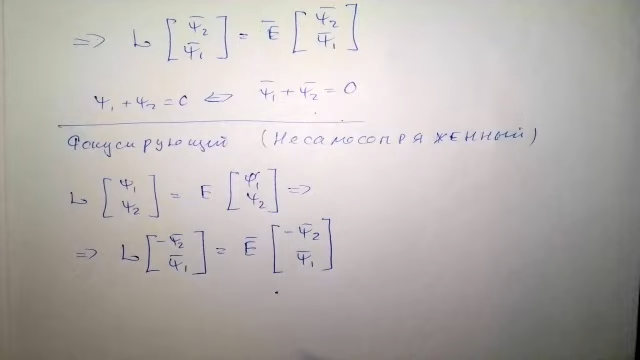 => L [ Ψ̄₂ Ψ̄₁ ] = Ē [ Ψ̄₂ Ψ̄₁ ]
Ψ₁ + Ψ₂ = 0 <=> Ψ̄₁ + Ψ̄₂ = 0
Фокусирующий (Несамосопряженный)
L [ Ψ₁ Ψ₂ ] = E [ Ψ₁ Ψ₂ ] =>
=> L [ -Ψ̄₂ Ψ̄₁ ] = Ē [ -Ψ̄₂ Ψ̄₁ ]